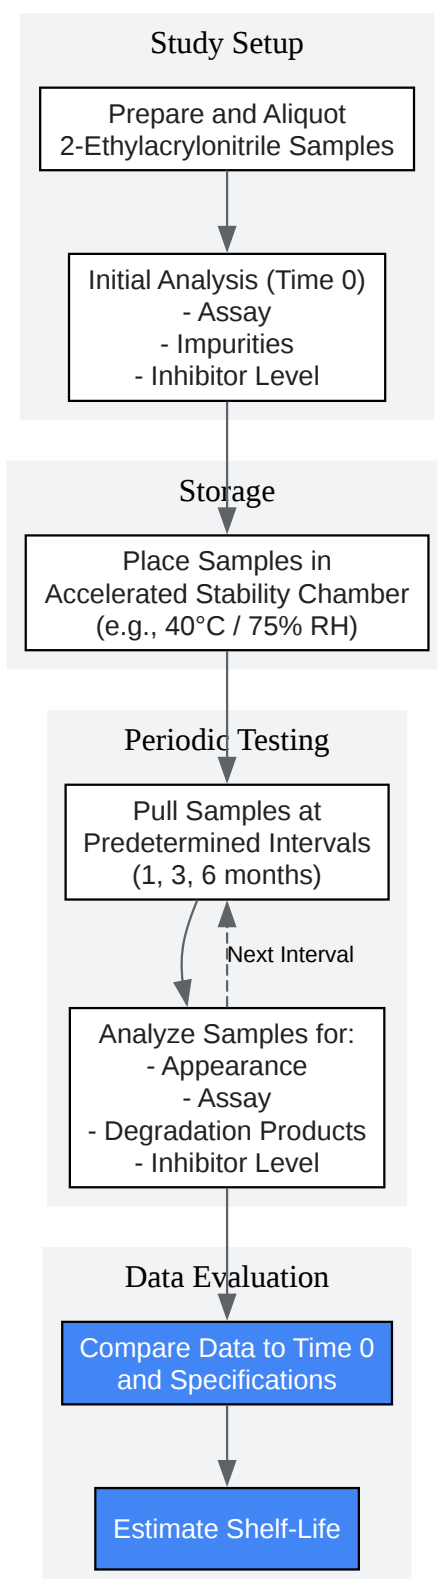 Study Setup
Prepare and Aliquot
2-Ethylacrylonitrile Samples
Initial Analysis (Time 0)
- Assay
- Impurities
- Inhibitor Level
Storage
Place Samples in
Accelerated Stability Chamber
(e.g., 40°C / 75% RH)
Periodic Testing
Pull Samples at
Predetermined Intervals
(1, 3, 6 months)
Next Interval
Analyze Samples for:
- Appearance
- Assay
- Degradation Products
- Inhibitor Level
Data Evaluation
Compare Data to Time 0
and Specifications
Estimate Shelf-Life